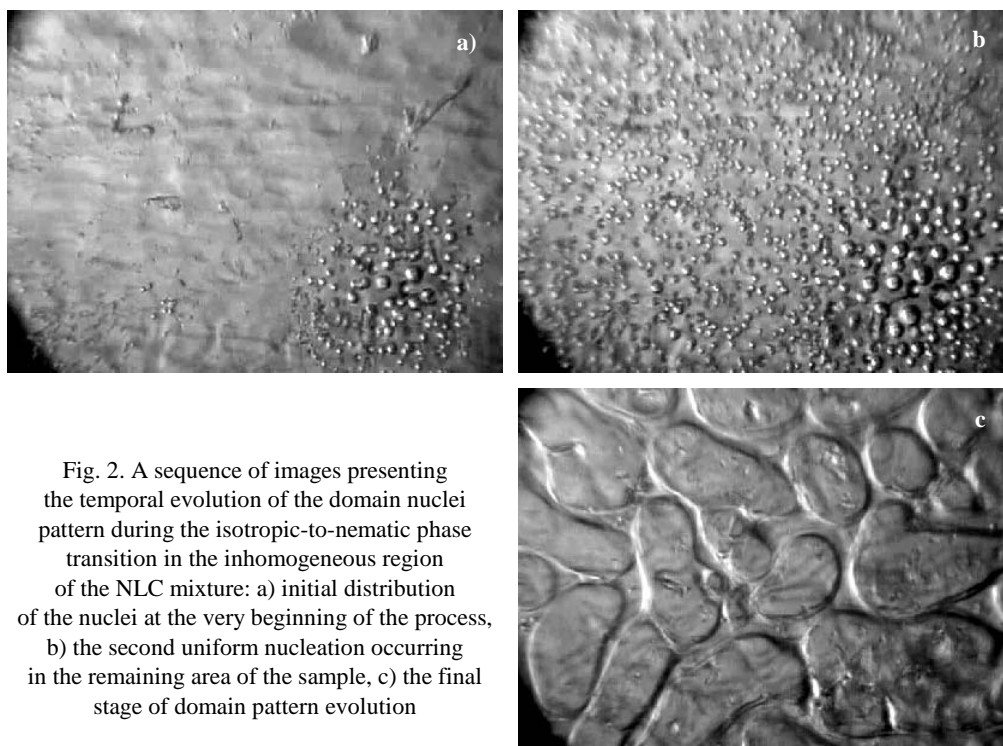 a)
b
c
Fig. 2. A sequence of images presenting
the temporal evolution of the domain nuclei
pattern during the isotropic-to-nematic phase
transition in the inhomogeneous region
of the NLC mixture: a) initial distribution
of the nuclei at the very beginning of the process,
b) the second uniform nucleation occurring
in the remaining area of the sample, c) the final
stage of domain pattern evolution